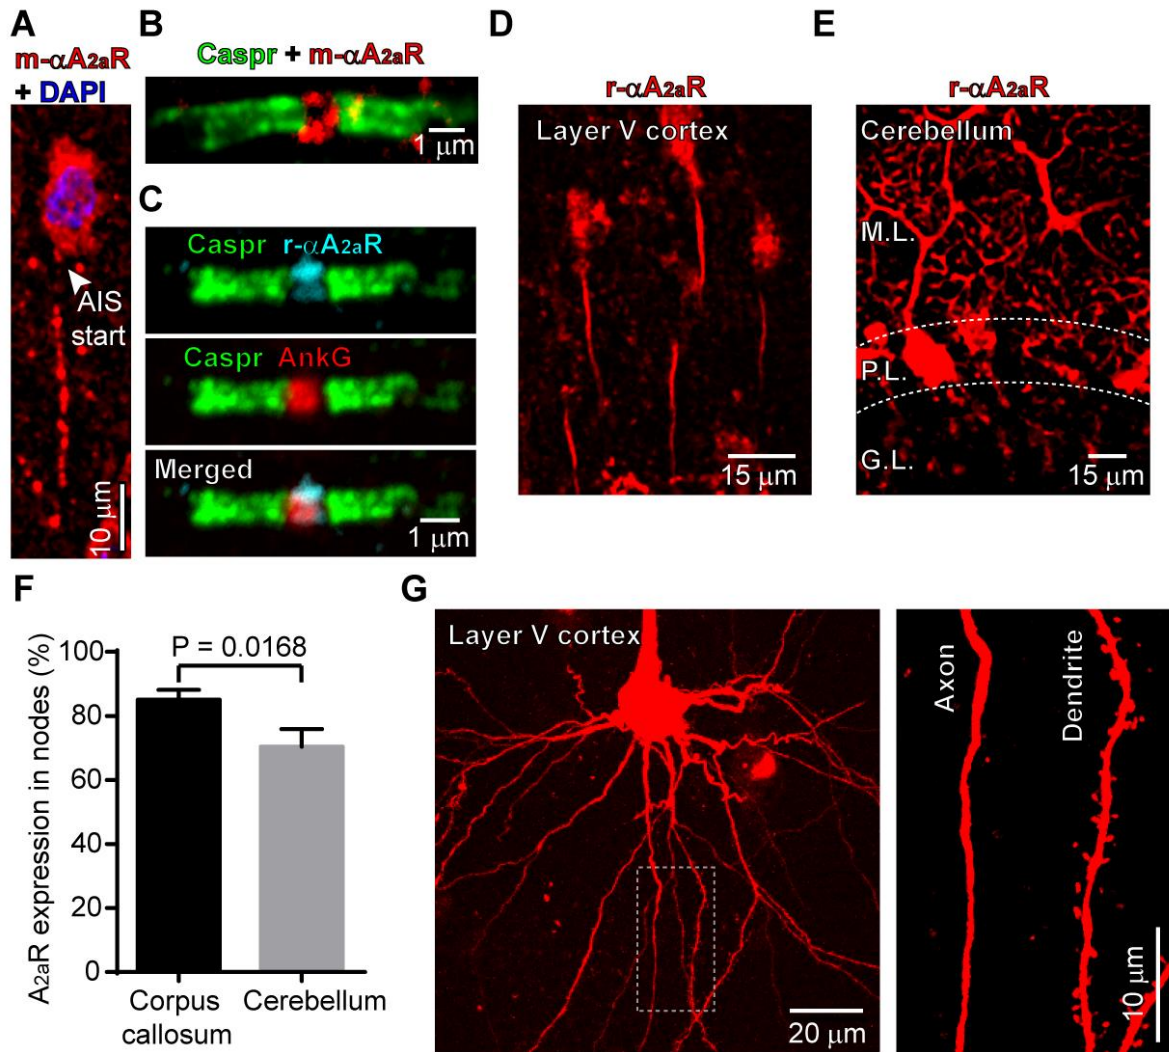 A
m-αA2aR
+ DAPI
AIS
start
10 μm
B
Caspr + m-αA2aR
1 μm
C
Caspr r-αA2aR
Caspr AnkG
Merged
1 μm
D
r-αA2aR
Layer V cortex
15 μm
E
r-αA2aR
Cerebellum
M.L.
P.L.
G.L.
15 μm
F
P = 0.0168
A2aR expression in nodes (%)
100
80
60
40
20
0
Corpus
callosum
Cerebellum
G
Layer V cortex
20 μm
Axon
Dendrite
10 μm